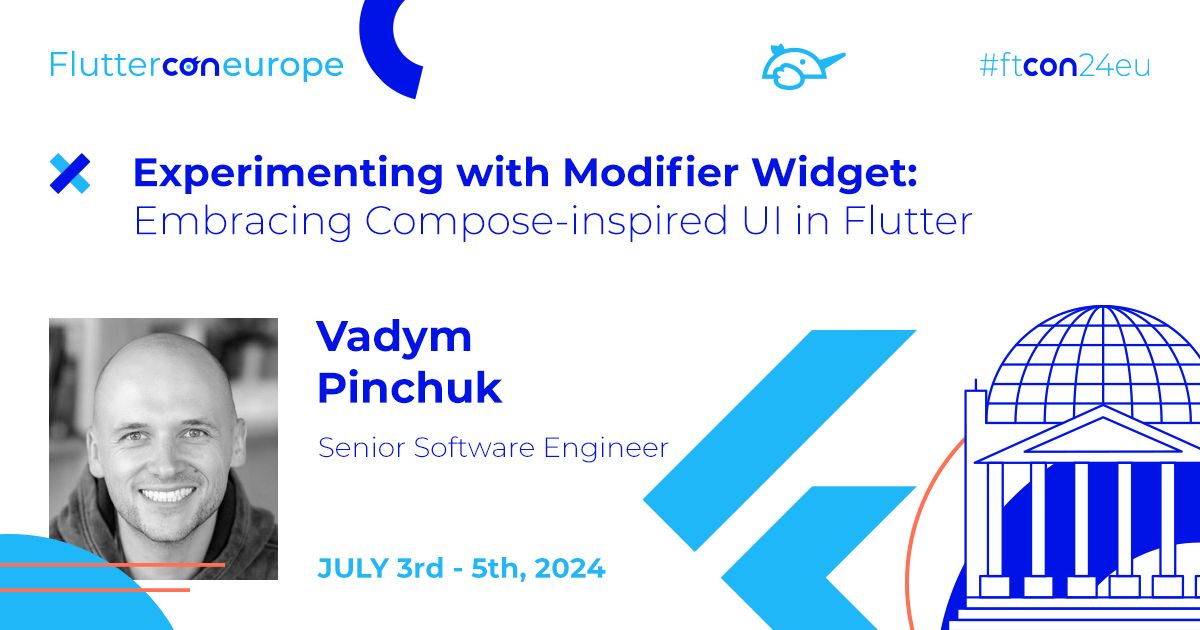 Flutterconeurope
#ftcon24eu
Experimenting with Modifier Widget:
Embracing Compose-inspired UI in Flutter
Vadym
Pinchuk
Senior Software Engineer
JULY 3rd - 5th, 2024